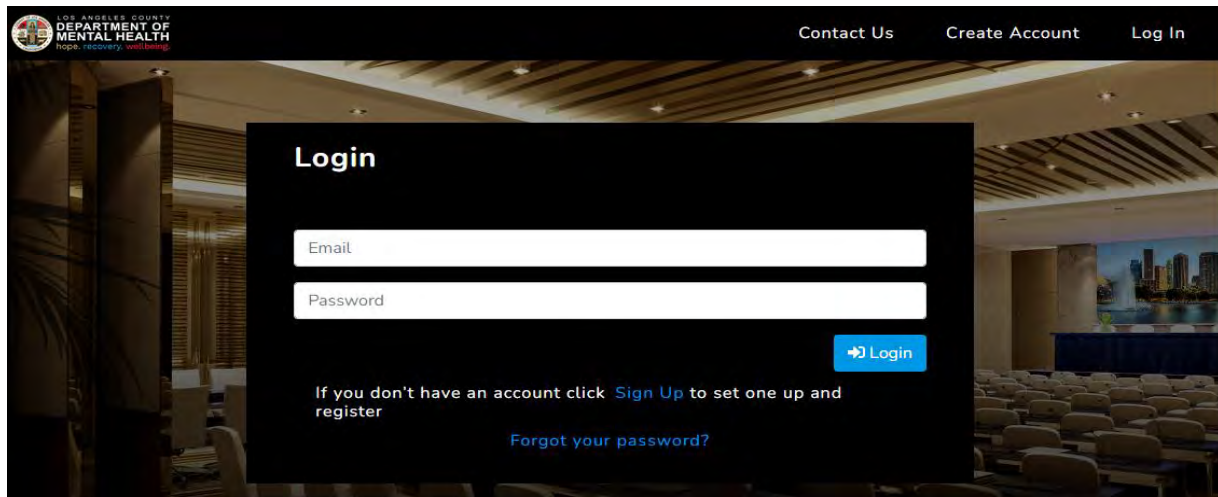 LOS ANGELES COUNTY
DEPARTMENT OF
MENTAL HEALTH
hope. recovery. wellbeing.
Contact Us Create Account Log In
Login
Email
Password
Login
If you don't have an account click Sign Up to set one up and
register
Forgot your password?